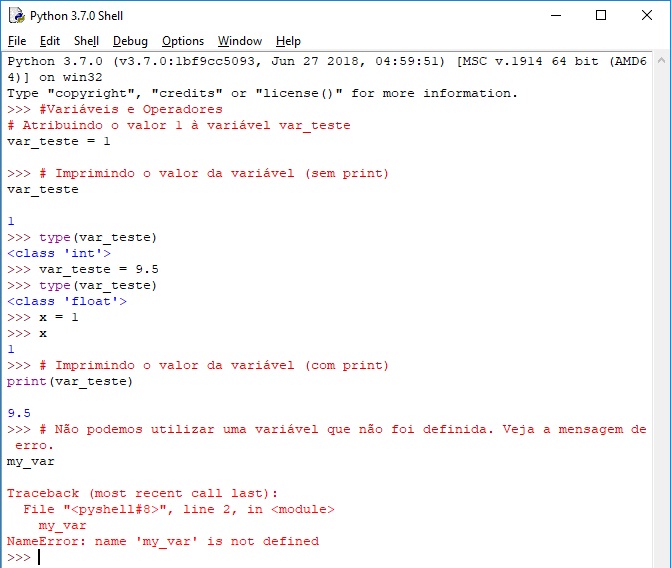 Python 3.7.0 Shell
File Edit Shell Debug Options Window Help
Python 3.7.0 (v3.7.0:1bf9cc5093, Jun 27 2018, 04:59:51) [MSC v.1914 64 bit (AMD6
4)] on win32
Type "copyright", "credits" or "license()" for more information.
>>> #Variáveis e Operadores
# Atribuindo o valor 1 à variável var_teste
var_teste = 1
>>> # Imprimindo o valor da variável (sem print)
var_teste
1
>>> type(var_teste)
<class 'int'>
>>> var_teste = 9.5
>>> type(var_teste)
<class 'float'>
>>> x = 1
>>> x
1
>>> # Imprimindo o valor da variável (com print)
print(var_teste)
9.5
>>> # Não podemos utilizar uma variável que não foi definida. Veja a mensagem de
erro.
my_var
Traceback (most recent call last):
  File "<pyshell#8>", line 2, in <module>
    my_var
NameError: name 'my_var' is not defined
>>>